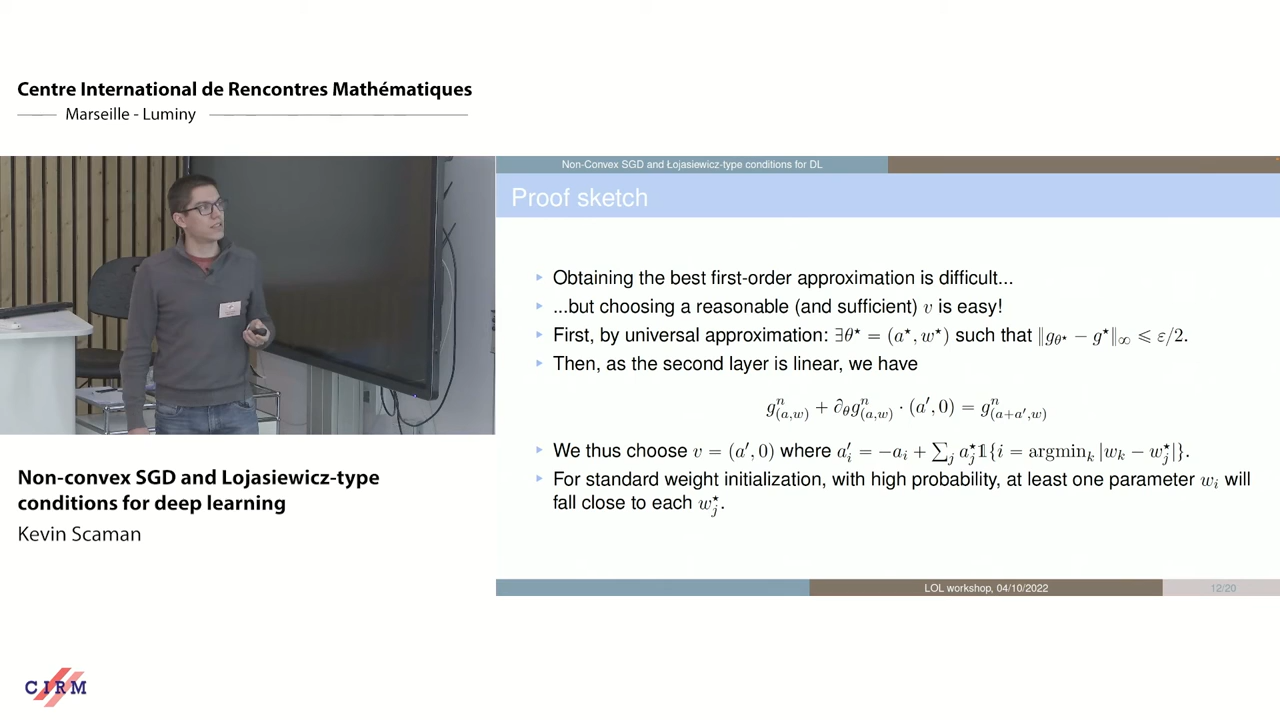 Centre International de Rencontres Mathématiques
Marseille - Luminy
Non-Convex SGD and Łojasiewicz-type conditions for DL
Proof sketch
Obtaining the best first-order approximation is difficult...
...but choosing a reasonable (and sufficient) v is easy!
First, by universal approximation: ∃θ⋆ = (a⋆, w⋆) such that ‖g_{θ⋆} − g⋆‖_∞ ⩽ ε/2.
Then, as the second layer is linear, we have
g^n_{(a,w)} + ∂_θ g^n_{(a,w)} · (a′, 0) = g^n_{(a+a′,w)}
We thus choose v = (a′, 0) where a′_i = −a_i + ∑_j a⋆_j 𝟙{i = argmin_k |w_k − w⋆_j|}.
For standard weight initialization, with high probability, at least one parameter w_i will
fall close to each w⋆_j.
LOL workshop, 04/10/2022
12/20
Non-convex SGD and Lojasiewicz-type
conditions for deep learning
Kevin Scaman
CIRM